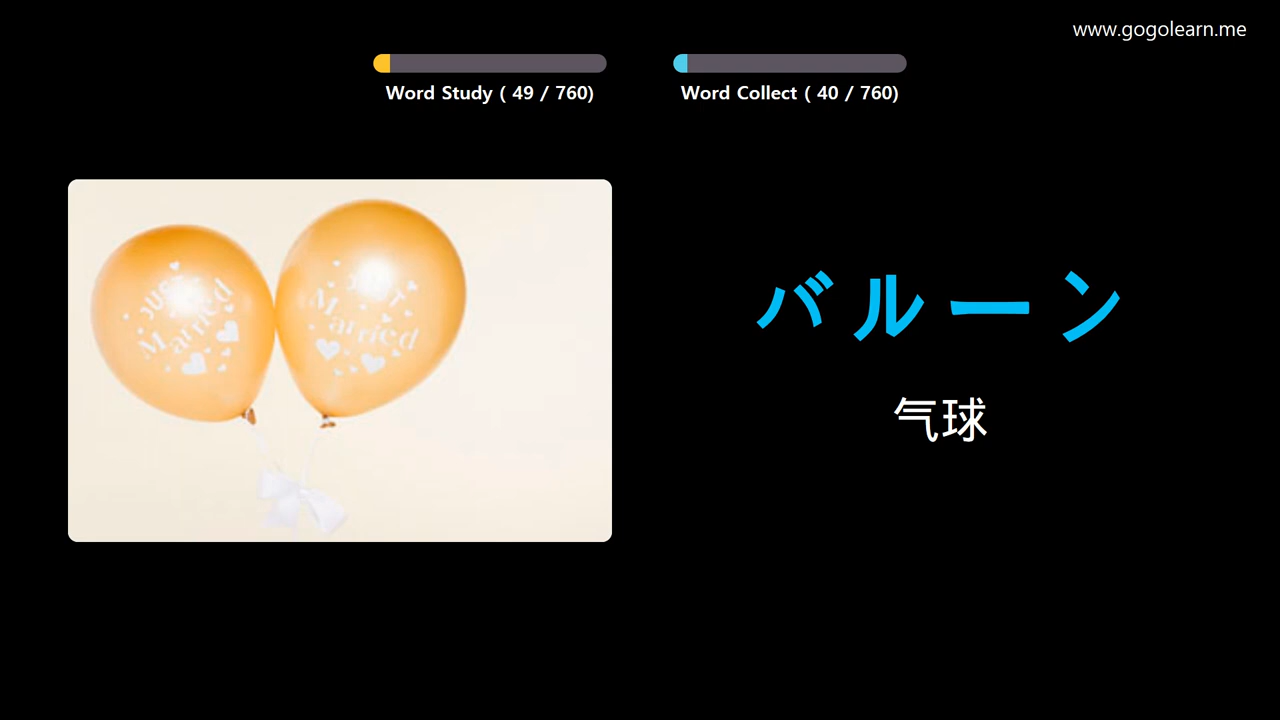 www.gogolearn.me
Word Study ( 49 / 760)
Word Collect ( 40 / 760)
JUST
Married
JUST
Married
バルーン
气球